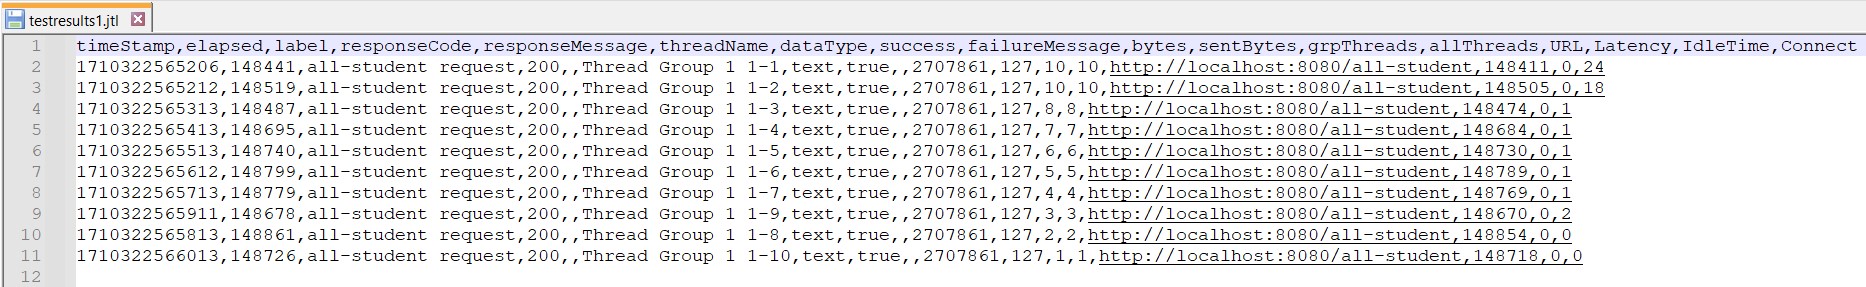 testresults1.jtl
1 timeStamp,elapsed,label,responseCode,responseMessage,threadName,dataType,success,failureMessage,bytes,sentBytes,grpThreads,allThreads,URL,Latency,IdleTime,Connect
2 1710322565206,148441,all-student request,200,,Thread Group 1 1-1,text,true,,2707861,127,10,10,http://localhost:8080/all-student,148411,0,24
3 1710322565212,148519,all-student request,200,,Thread Group 1 1-2,text,true,,2707861,127,10,10,http://localhost:8080/all-student,148505,0,18
4 1710322565313,148487,all-student request,200,,Thread Group 1 1-3,text,true,,2707861,127,8,8,http://localhost:8080/all-student,148474,0,1
5 1710322565413,148695,all-student request,200,,Thread Group 1 1-4,text,true,,2707861,127,7,7,http://localhost:8080/all-student,148684,0,1
6 1710322565513,148740,all-student request,200,,Thread Group 1 1-5,text,true,,2707861,127,6,6,http://localhost:8080/all-student,148730,0,1
7 1710322565612,148799,all-student request,200,,Thread Group 1 1-6,text,true,,2707861,127,5,5,http://localhost:8080/all-student,148789,0,1
8 1710322565713,148779,all-student request,200,,Thread Group 1 1-7,text,true,,2707861,127,4,4,http://localhost:8080/all-student,148769,0,1
9 1710322565911,148678,all-student request,200,,Thread Group 1 1-9,text,true,,2707861,127,3,3,http://localhost:8080/all-student,148670,0,2
10 1710322565813,148861,all-student request,200,,Thread Group 1 1-8,text,true,,2707861,127,2,2,http://localhost:8080/all-student,148854,0,0
11 1710322566013,148726,all-student request,200,,Thread Group 1 1-10,text,true,,2707861,127,1,1,http://localhost:8080/all-student,148718,0,0
12